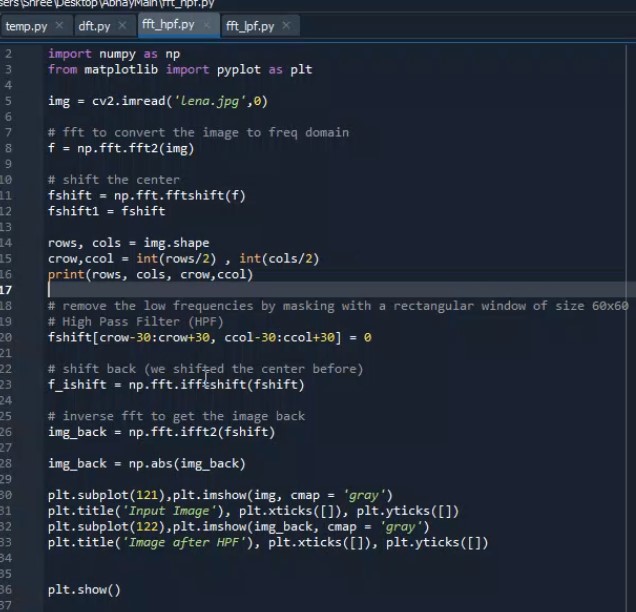 sers\Shree\Desktop\AbhayMain\fft_hpf.py
temp.py × dft.py × fft_hpf.py × fft_lpf.py ×
2 import numpy as np
3 from matplotlib import pyplot as plt
4
5 img = cv2.imread('lena.jpg',0)
6
7 # fft to convert the image to freq domain
8 f = np.fft.fft2(img)
9
10 # shift the center
11 fshift = np.fft.fftshift(f)
12 fshift1 = fshift
13
14 rows, cols = img.shape
15 crow,ccol = int(rows/2) , int(cols/2)
16 print(rows, cols, crow,ccol)
17
18 # remove the low frequencies by masking with a rectangular window of size 60x60
19 # High Pass Filter (HPF)
20 fshift[crow-30:crow+30, ccol-30:ccol+30] = 0
21
22 # shift back (we shifted the center before)
23 f_ishift = np.fft.ifftshift(fshift)
24
25 # inverse fft to get the image back
26 img_back = np.fft.ifft2(fshift)
27
28 img_back = np.abs(img_back)
29
30 plt.subplot(121),plt.imshow(img, cmap = 'gray')
31 plt.title('Input Image'), plt.xticks([]), plt.yticks([])
32 plt.subplot(122),plt.imshow(img_back, cmap = 'gray')
33 plt.title('Image after HPF'), plt.xticks([]), plt.yticks([])
34
35
36 plt.show()
37